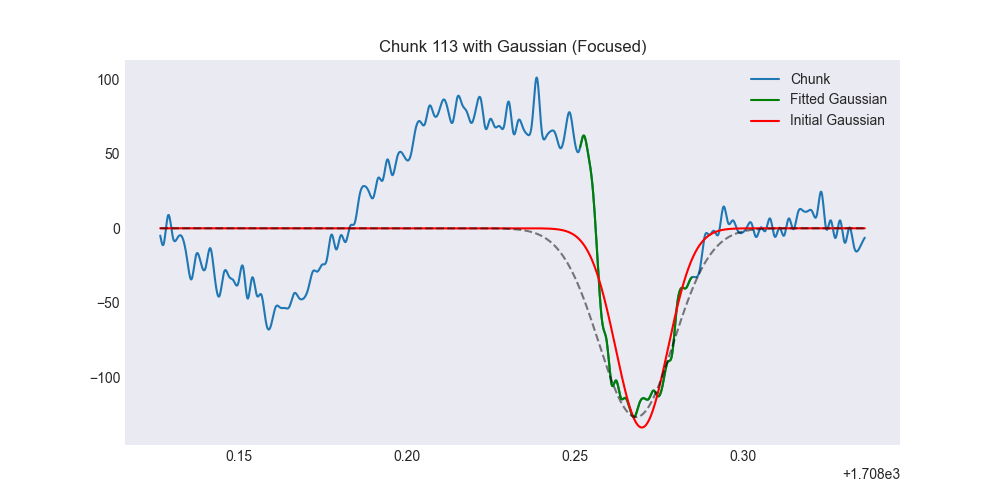 Chunk 113 with Gaussian (Focused)
100
50
0
−50
−100
Chunk
Fitted Gaussian
Initial Gaussian
0.15 0.20 0.25 0.30
+1.708e3